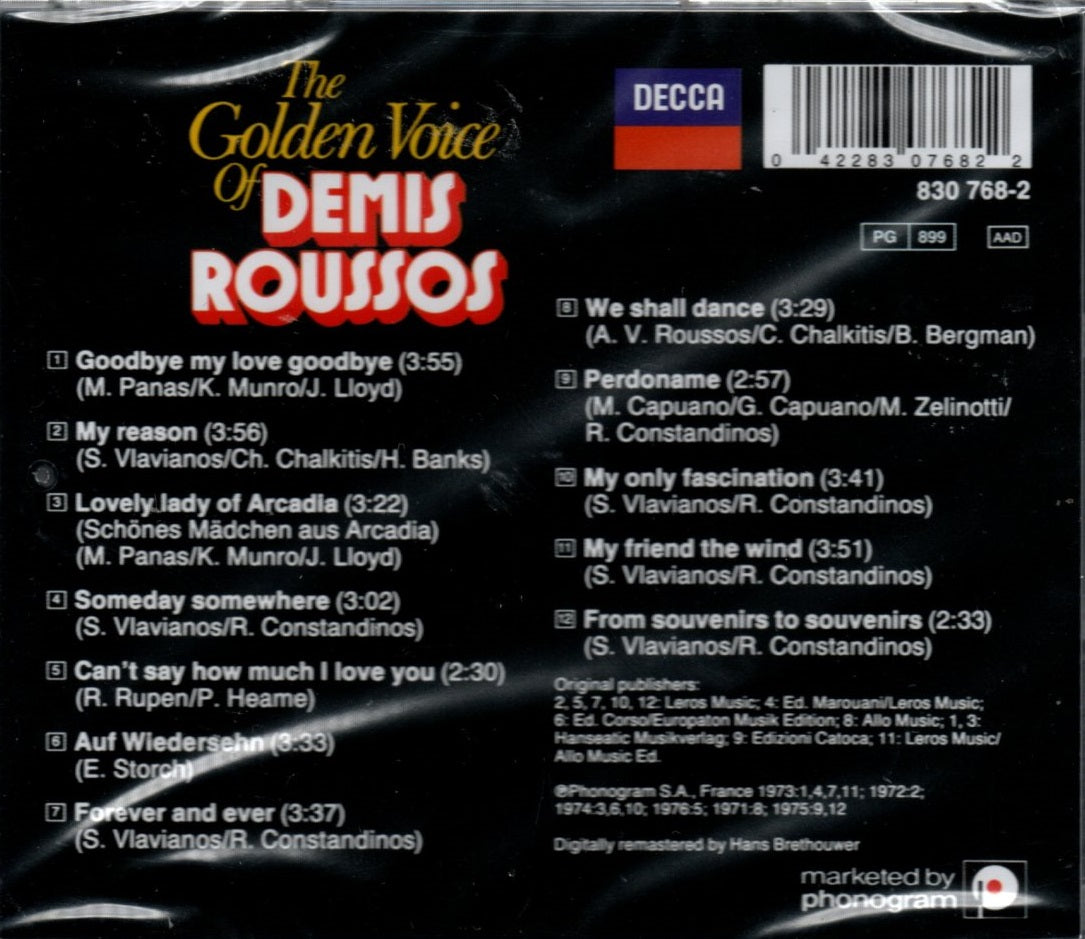 The
Golden Voice
Of DEMIS
ROUSSOS
DECCA
0 42283 07682 2
830 768-2
PG 899 AAD
1 Goodbye my love goodbye (3:55)
(M. Panas/K. Munro/J. Lloyd)
2 My reason (3:56)
(S. Vlavianos/Ch. Chalkitis/H. Banks)
3 Lovely lady of Arcadia (3:22)
(Schönes Mädchen aus Arcadia)
(M. Panas/K. Munro/J. Lloyd)
4 Someday somewhere (3:02)
(S. Vlavianos/R. Constandinos)
5 Can't say how much I love you (2:30)
(R. Rupen/P. Heame)
6 Auf Wiedersehn (3:33)
(E. Storch)
7 Forever and ever (3:37)
(S. Vlavianos/R. Constandinos)
8 We shall dance (3:29)
(A. V. Roussos/C. Chalkitis/B. Bergman)
9 Perdoname (2:57)
(M. Capuano/G. Capuano/M. Zelinotti/
R. Constandinos)
10 My only fascination (3:41)
(S. Vlavianos/R. Constandinos)
11 My friend the wind (3:51)
(S. Vlavianos/R. Constandinos)
12 From souvenirs to souvenirs (2:33)
(S. Vlavianos/R. Constandinos)
Original publishers:
2, 5, 7, 10, 12: Leros Music; 4: Ed. Marouani/Leros Music;
6: Ed. Corso/Europaton Musik Edition; 8: Allo Music; 1, 3:
Hanseatic Musikverlag; 9: Edizioni Catoca; 11: Leros Music/
Allo Music Ed.
℗Phonogram S.A., France 1973:1,4,7,11; 1972:2;
1974:3,6,10; 1976:5; 1971:8; 1975:9,12
Digitally remastered by Hans Brethouwer
marketed by
phonogram